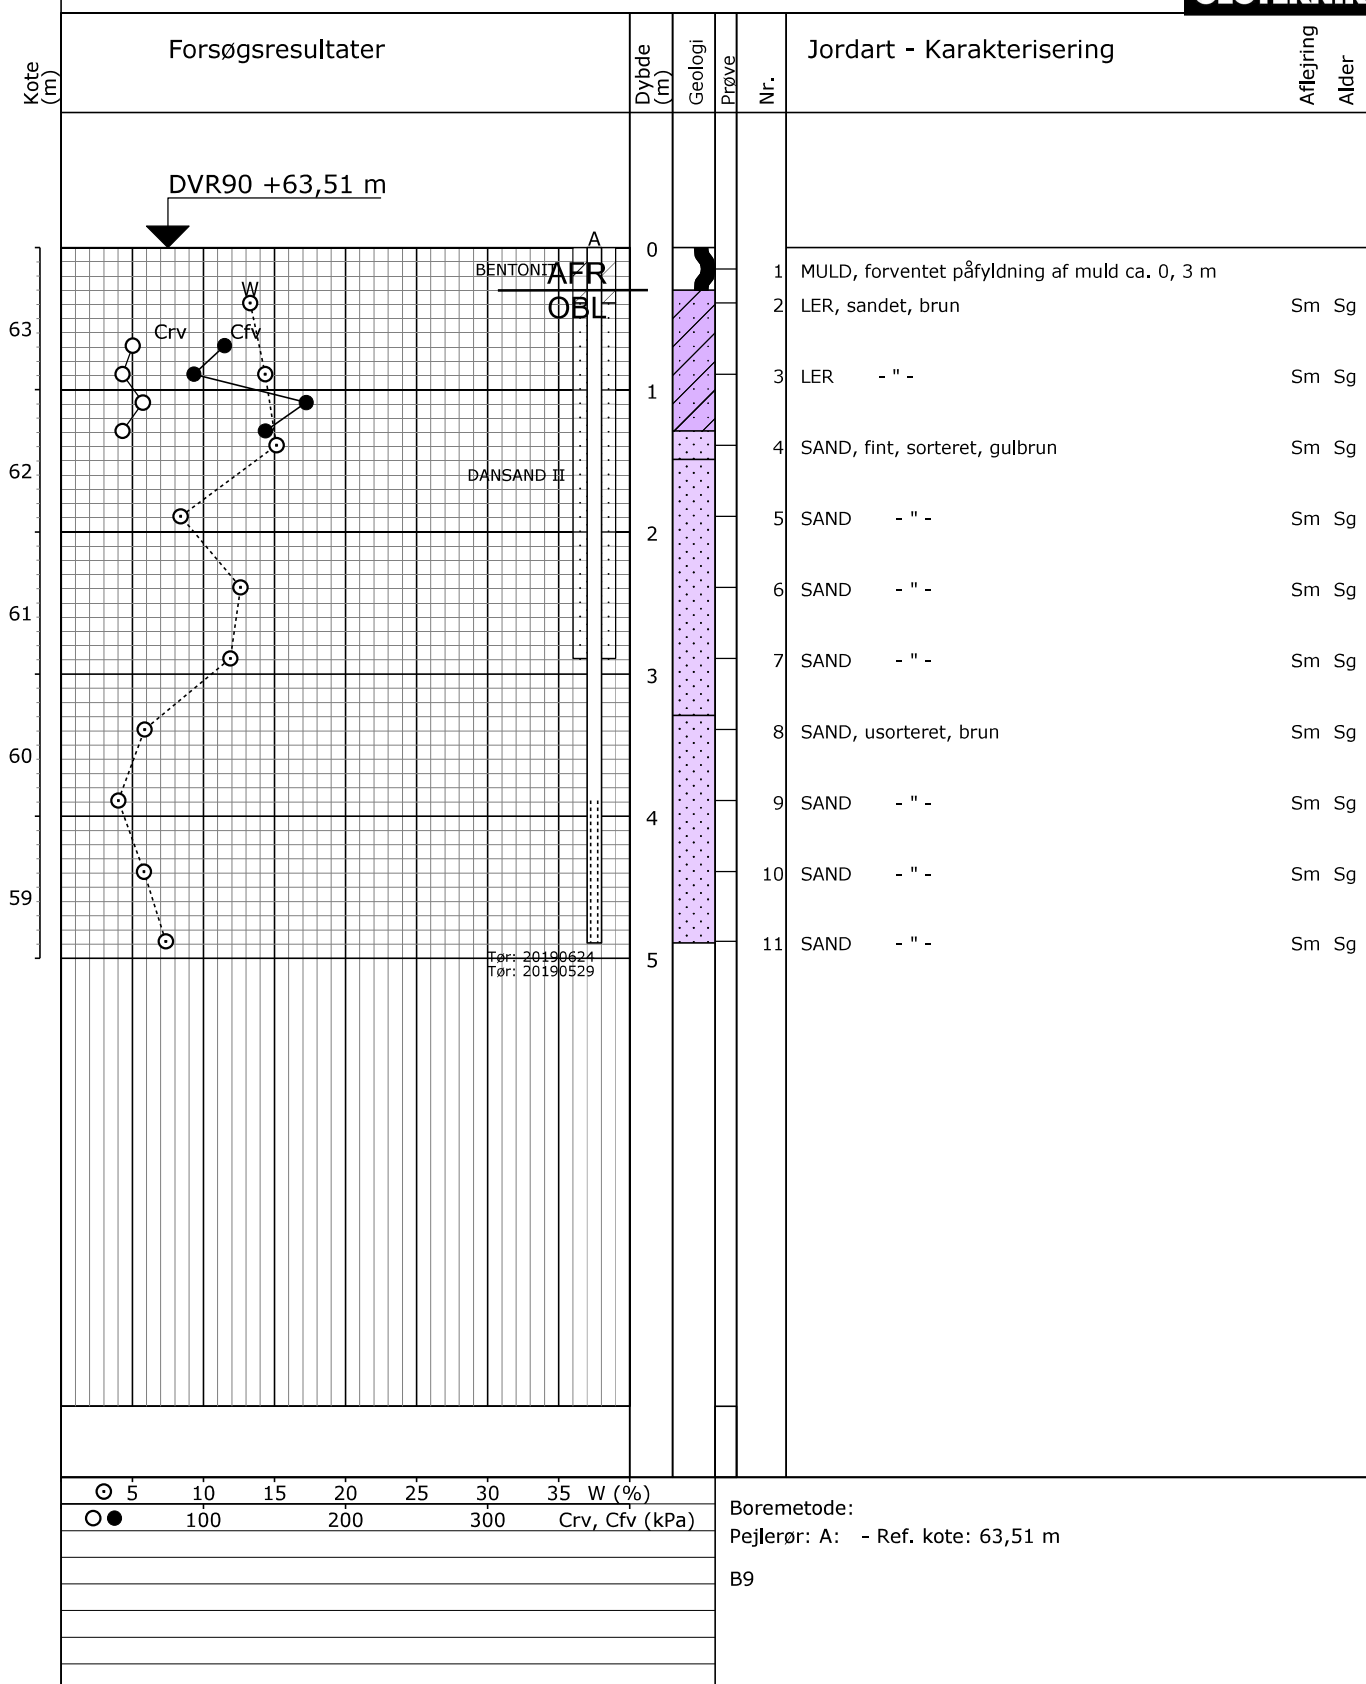 Kote (m)
Forsøgsresultater
Dybde (m)
Geologi
Prøve
Nr.
Jordart - Karakterisering
Aflejring
Alder
DVR90 +63,51 m
A
0
BENTONIT
AFR
1 MULD, forventet påfyldning af muld ca. 0, 3 m
W
OBL
2 LER, sandet, brun Sm Sg
63
Crv
Cfv
1
3 LER - " - Sm Sg
4 SAND, fint, sorteret, gulbrun Sm Sg
62
DANSAND II
5 SAND - " - Sm Sg
2
6 SAND - " - Sm Sg
61
7 SAND - " - Sm Sg
3
8 SAND, usorteret, brun Sm Sg
60
9 SAND - " - Sm Sg
4
10 SAND - " - Sm Sg
59
11 SAND - " - Sm Sg
Tør: 20190624
5
Tør: 20190529
5 10 15 20 25 30 35 W (%)
100 200 300 Crv, Cfv (kPa)
Boremetode:
Pejlerør: A: - Ref. kote: 63,51 m
B9